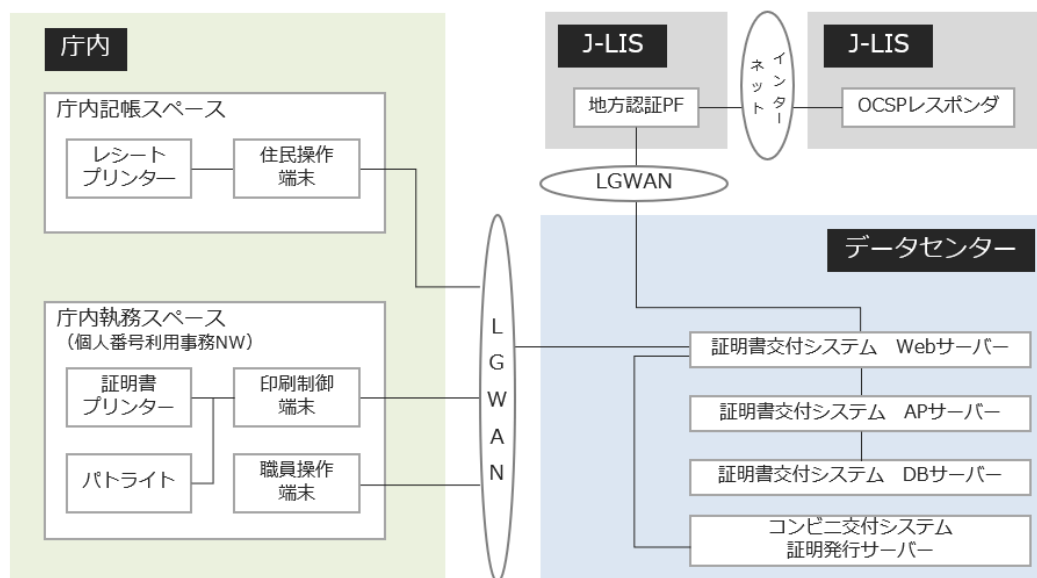 庁内
庁内記帳スペース
レシート
プリンター
住民操作
端末
庁内執務スペース
（個人番号利用事務NW）
証明書
プリンター
印刷制御
端末
パトライト
職員操作
端末
LGWAN
J-LIS
地方認証PF
インター
ネット
J-LIS
OCSPレスポンダ
LGWAN
データセンター
証明書交付システム　Webサーバー
証明書交付システム　APサーバー
証明書交付システム　DBサーバー
コンビニ交付システム
証明発行サーバー